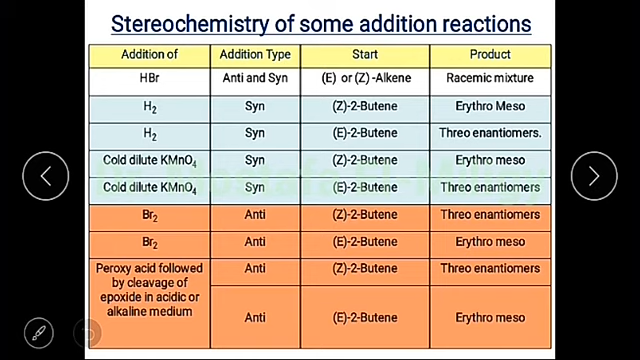 Stereochemistry of some addition reactions
Addition of Addition Type Start Product
HBr Anti and Syn (E) or (Z) -Alkene Racemic mixture
H₂ Syn (Z)-2-Butene Erythro Meso
H₂ Syn (E)-2-Butene Threo enantiomers.
Cold dilute KMnO₄ Syn (Z)-2-Butene Erythro meso
Cold dilute KMnO₄ Syn (E)-2-Butene Threo enantiomers
Br₂ Anti (Z)-2-Butene Threo enantiomers
Br₂ Anti (E)-2-Butene Erythro meso
Peroxy acid followed
by cleavage of
epoxide in acidic or
alkaline medium
Anti (Z)-2-Butene Threo enantiomers
Anti (E)-2-Butene Erythro meso